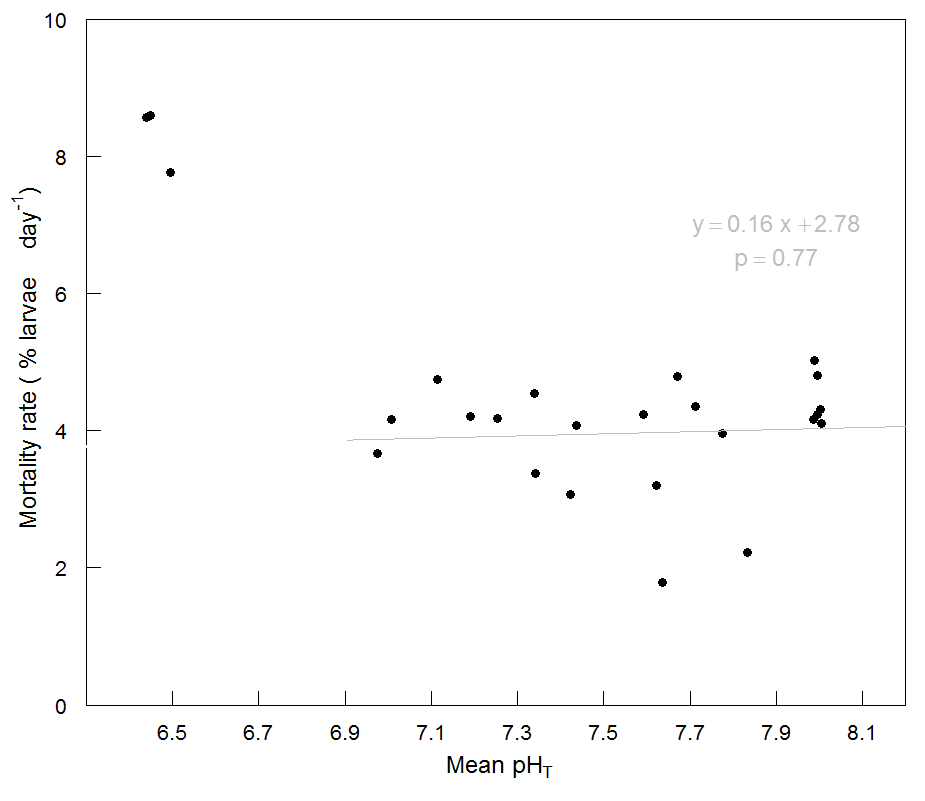 10
8
6
4
2
0
Mortality rate ( % larvae day-1)
y = 0.16 x + 2.78
p = 0.77
6.5 6.7 6.9 7.1 7.3 7.5 7.7 7.9 8.1
Mean pHT